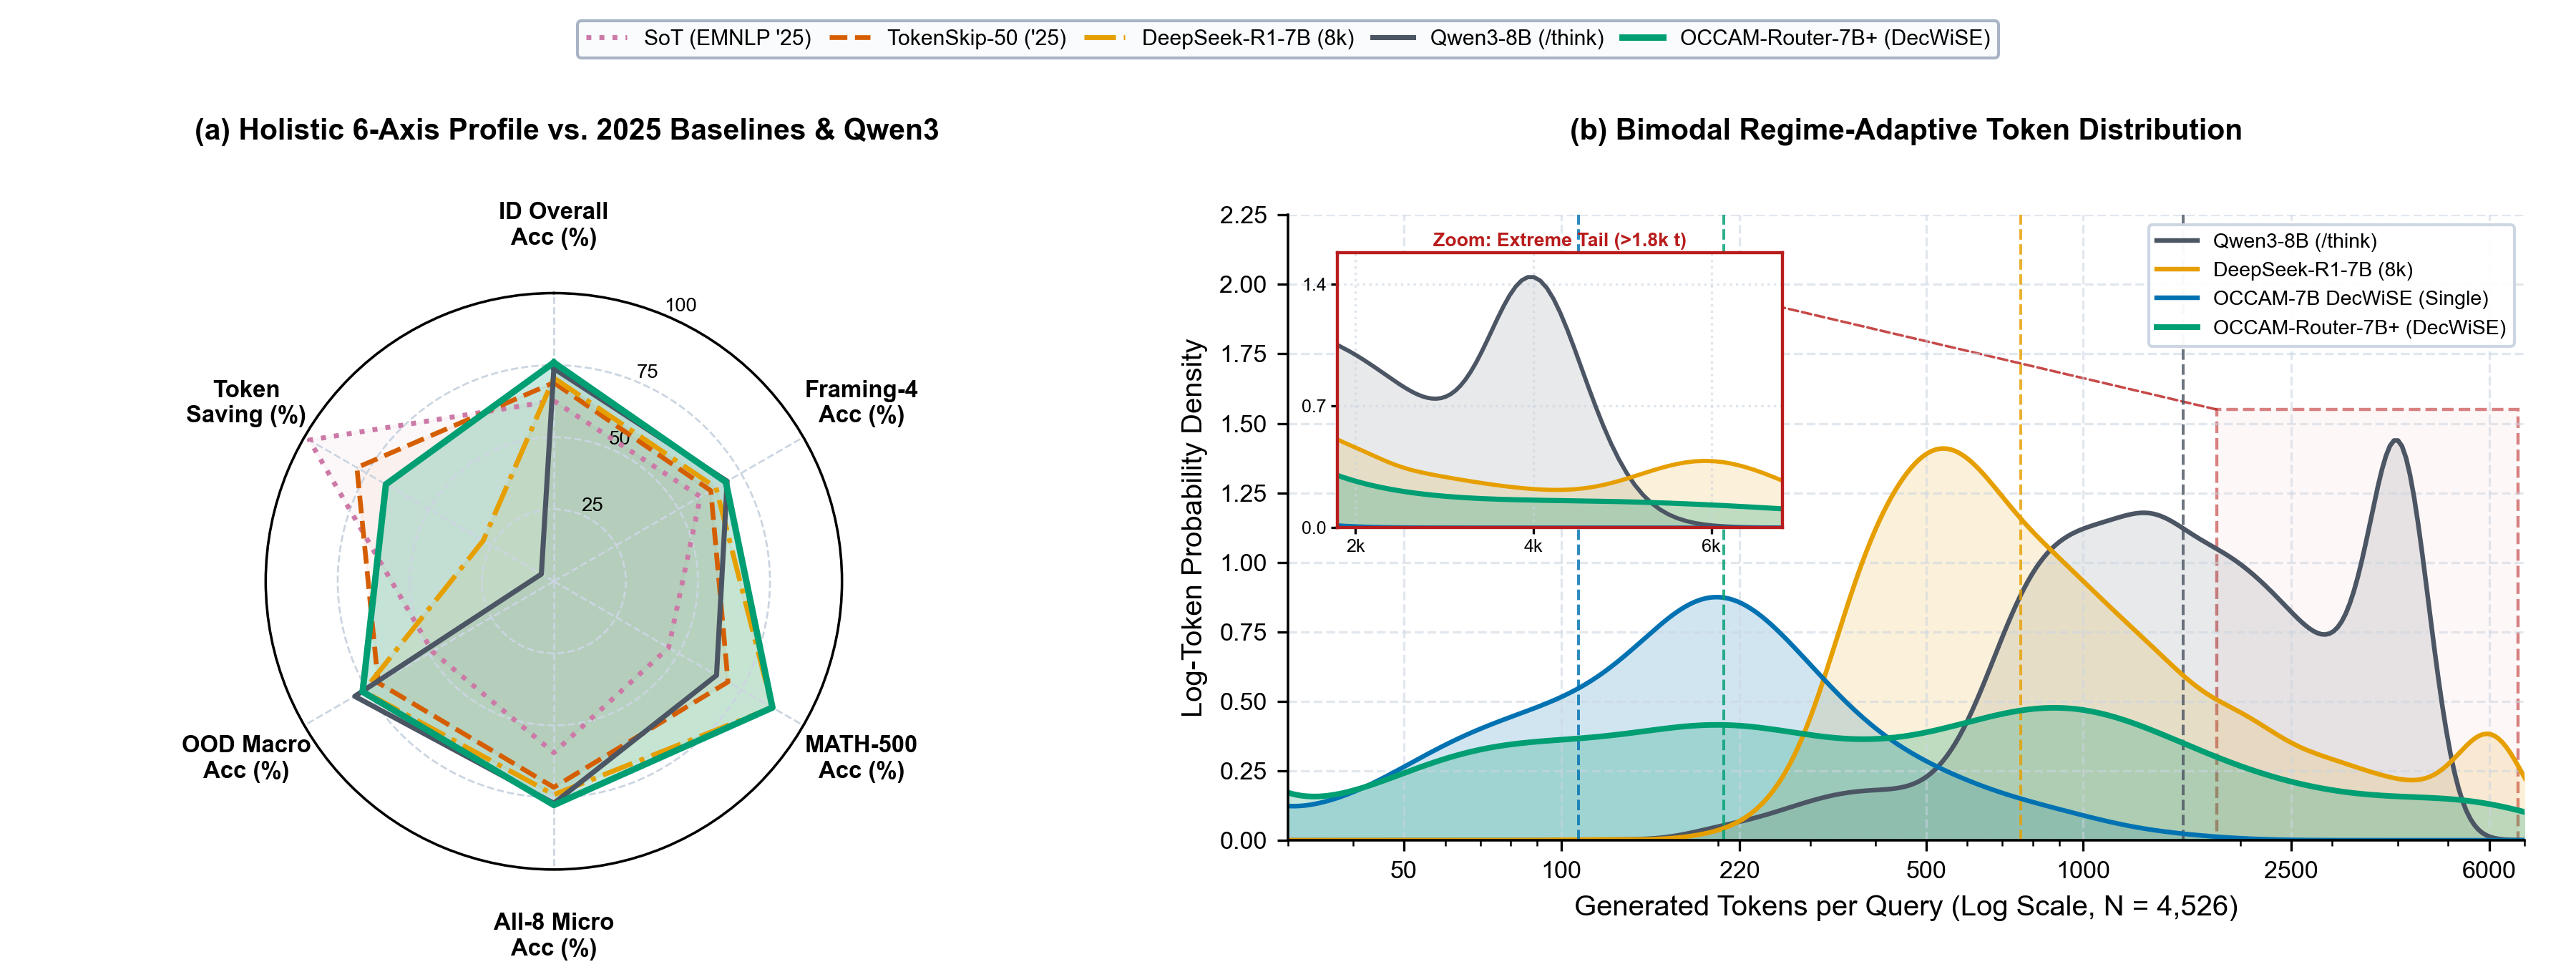 SoT (EMNLP '25) TokenSkip-50 ('25) DeepSeek-R1-7B (8k) Qwen3-8B (/think) OCCAM-Router-7B+ (DecWiSE)
(a) Holistic 6-Axis Profile vs. 2025 Baselines & Qwen3
ID Overall
Acc (%)
Framing-4
Acc (%)
MATH-500
Acc (%)
All-8 Micro
Acc (%)
OOD Macro
Acc (%)
Token
Saving (%)
100
75
50
25
(b) Bimodal Regime-Adaptive Token Distribution
Log-Token Probability Density
2.25
2.00
1.75
1.50
1.25
1.00
0.75
0.50
0.25
0.00
Zoom: Extreme Tail (>1.8k t)
1.4
0.7
0.0
2k 4k 6k
Qwen3-8B (/think)
DeepSeek-R1-7B (8k)
OCCAM-7B DecWiSE (Single)
OCCAM-Router-7B+ (DecWiSE)
50 100 220 500 1000 2500 6000
Generated Tokens per Query (Log Scale, N = 4,526)